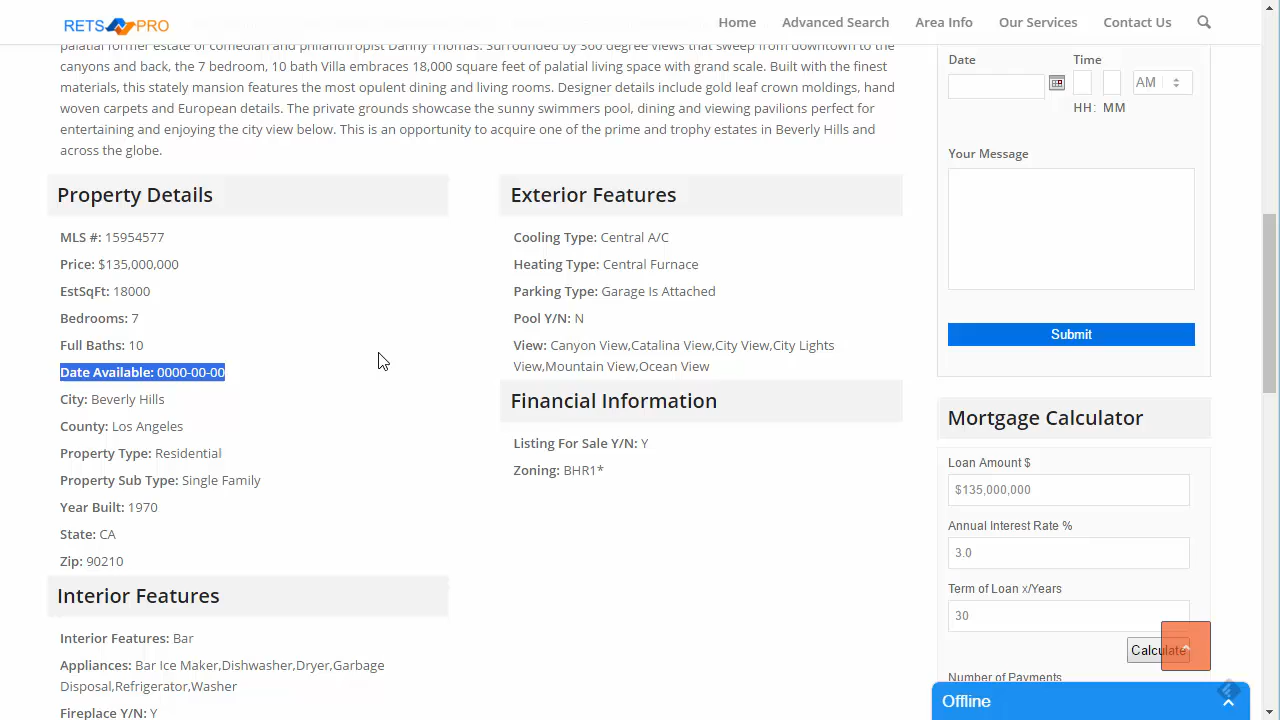 RETS PRO
Home
Advanced Search
Area Info
Our Services
Contact Us
palatial former estate of comedian and philanthropist Danny Thomas. Surrounded by 360 degree views that sweep from downtown to the
canyons and back, the 7 bedroom, 10 bath Villa embraces 18,000 square feet of palatial living space with grand scale. Built with the finest
materials, this stately mansion features the most opulent dining and living rooms. Designer details include gold leaf crown moldings, hand
woven carpets and European details. The private grounds showcase the sunny swimmers pool, dining and viewing pavilions perfect for
entertaining and enjoying the city view below. This is an opportunity to acquire one of the prime and trophy estates in Beverly Hills and
across the globe.
Property Details
MLS #: 15954577
Price: $135,000,000
EstSqFt: 18000
Bedrooms: 7
Full Baths: 10
Date Available: 0000-00-00
City: Beverly Hills
County: Los Angeles
Property Type: Residential
Property Sub Type: Single Family
Year Built: 1970
State: CA
Zip: 90210
Interior Features
Interior Features: Bar
Appliances: Bar Ice Maker,Dishwasher,Dryer,Garbage
Disposal,Refrigerator,Washer
Fireplace Y/N: Y
Exterior Features
Cooling Type: Central A/C
Heating Type: Central Furnace
Parking Type: Garage Is Attached
Pool Y/N: N
View: Canyon View,Catalina View,City View,City Lights
View,Mountain View,Ocean View
Financial Information
Listing For Sale Y/N: Y
Zoning: BHR1*
Date
Time
AM
HH: MM
Your Message
Submit
Mortgage Calculator
Loan Amount $
$135,000,000
Annual Interest Rate %
3.0
Term of Loan x/Years
30
Calculate
Number of Payments
Offline